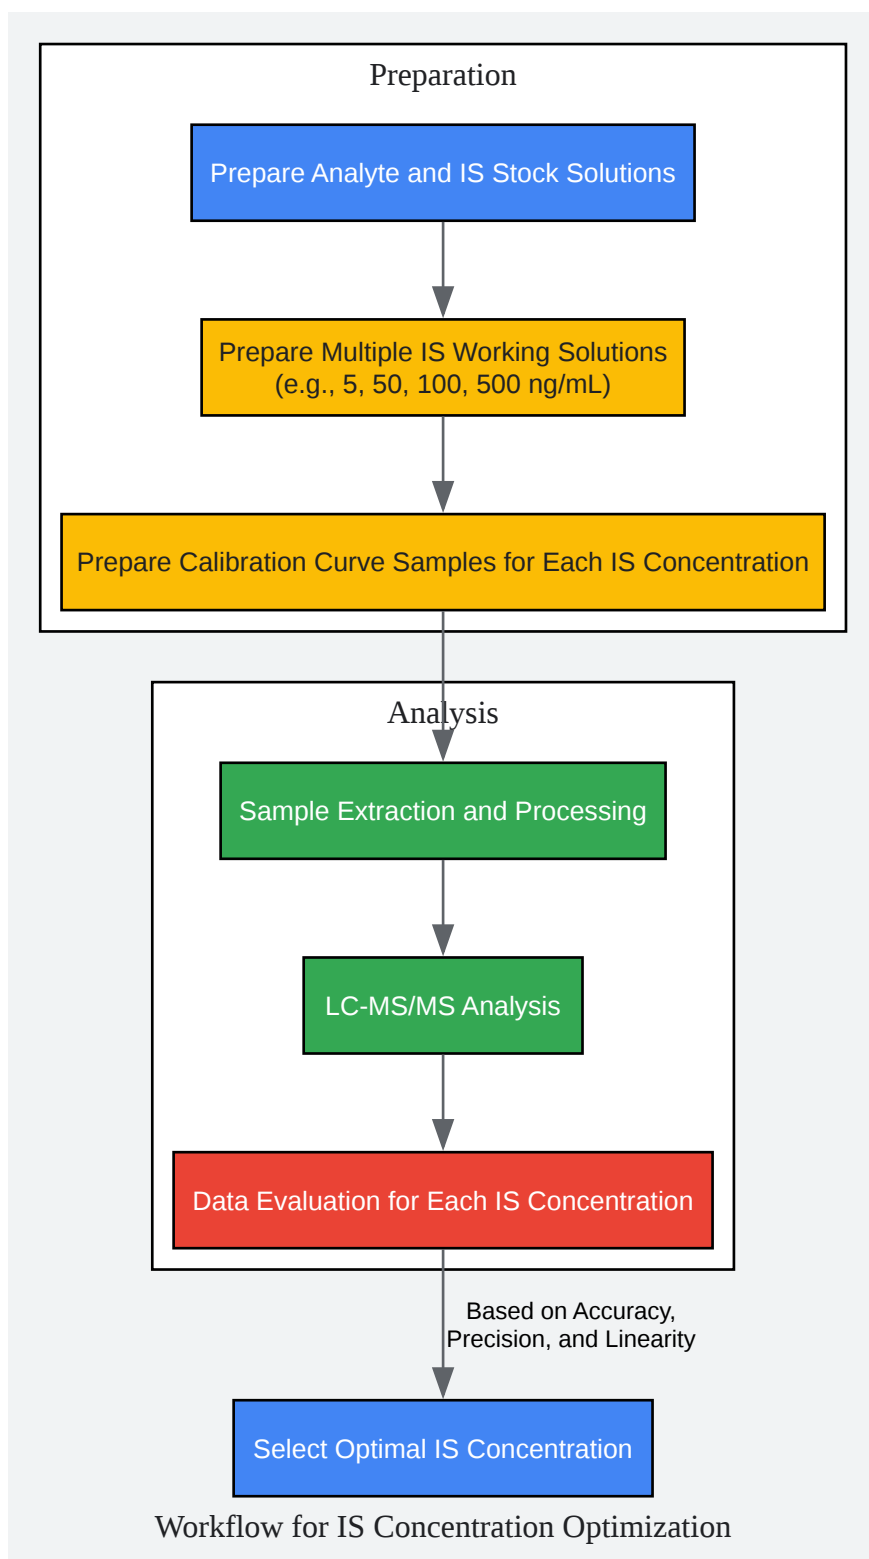 Preparation
Prepare Analyte and IS Stock Solutions
Prepare Multiple IS Working Solutions
(e.g., 5, 50, 100, 500 ng/mL)
Prepare Calibration Curve Samples for Each IS Concentration
Analysis
Sample Extraction and Processing
LC-MS/MS Analysis
Data Evaluation for Each IS Concentration
Based on Accuracy,
Precision, and Linearity
Select Optimal IS Concentration
Workflow for IS Concentration Optimization